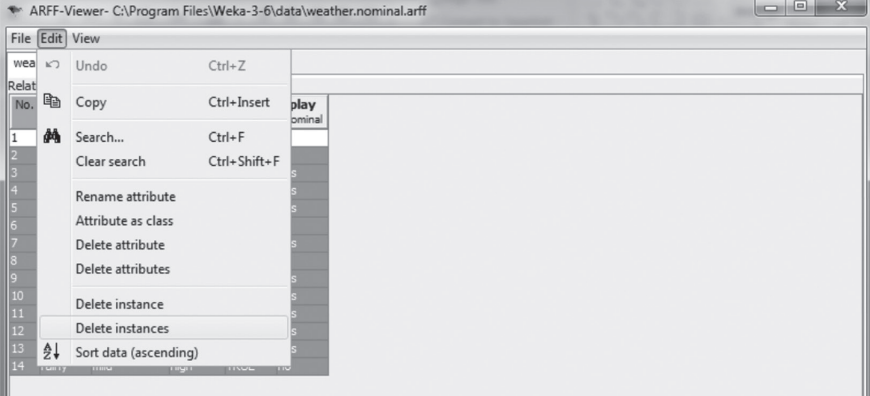 ARFF-Viewer- C:\Program Files\Weka-3-6\data\weather.nominal.arff
File Edit View
wea
Relat
Undo Ctrl+Z
No. Copy Ctrl+Insert play
ominal
1 Search... Ctrl+F
2
Clear search Ctrl+Shift+F
3 s
4 Rename attribute s
5 Attribute as class s
6
7 Delete attribute s
8 Delete attributes
9 s
10 Delete instance s
11 s
12 Delete instances s
13 Sort data (ascending) s
14 rainy mild high TRUE no